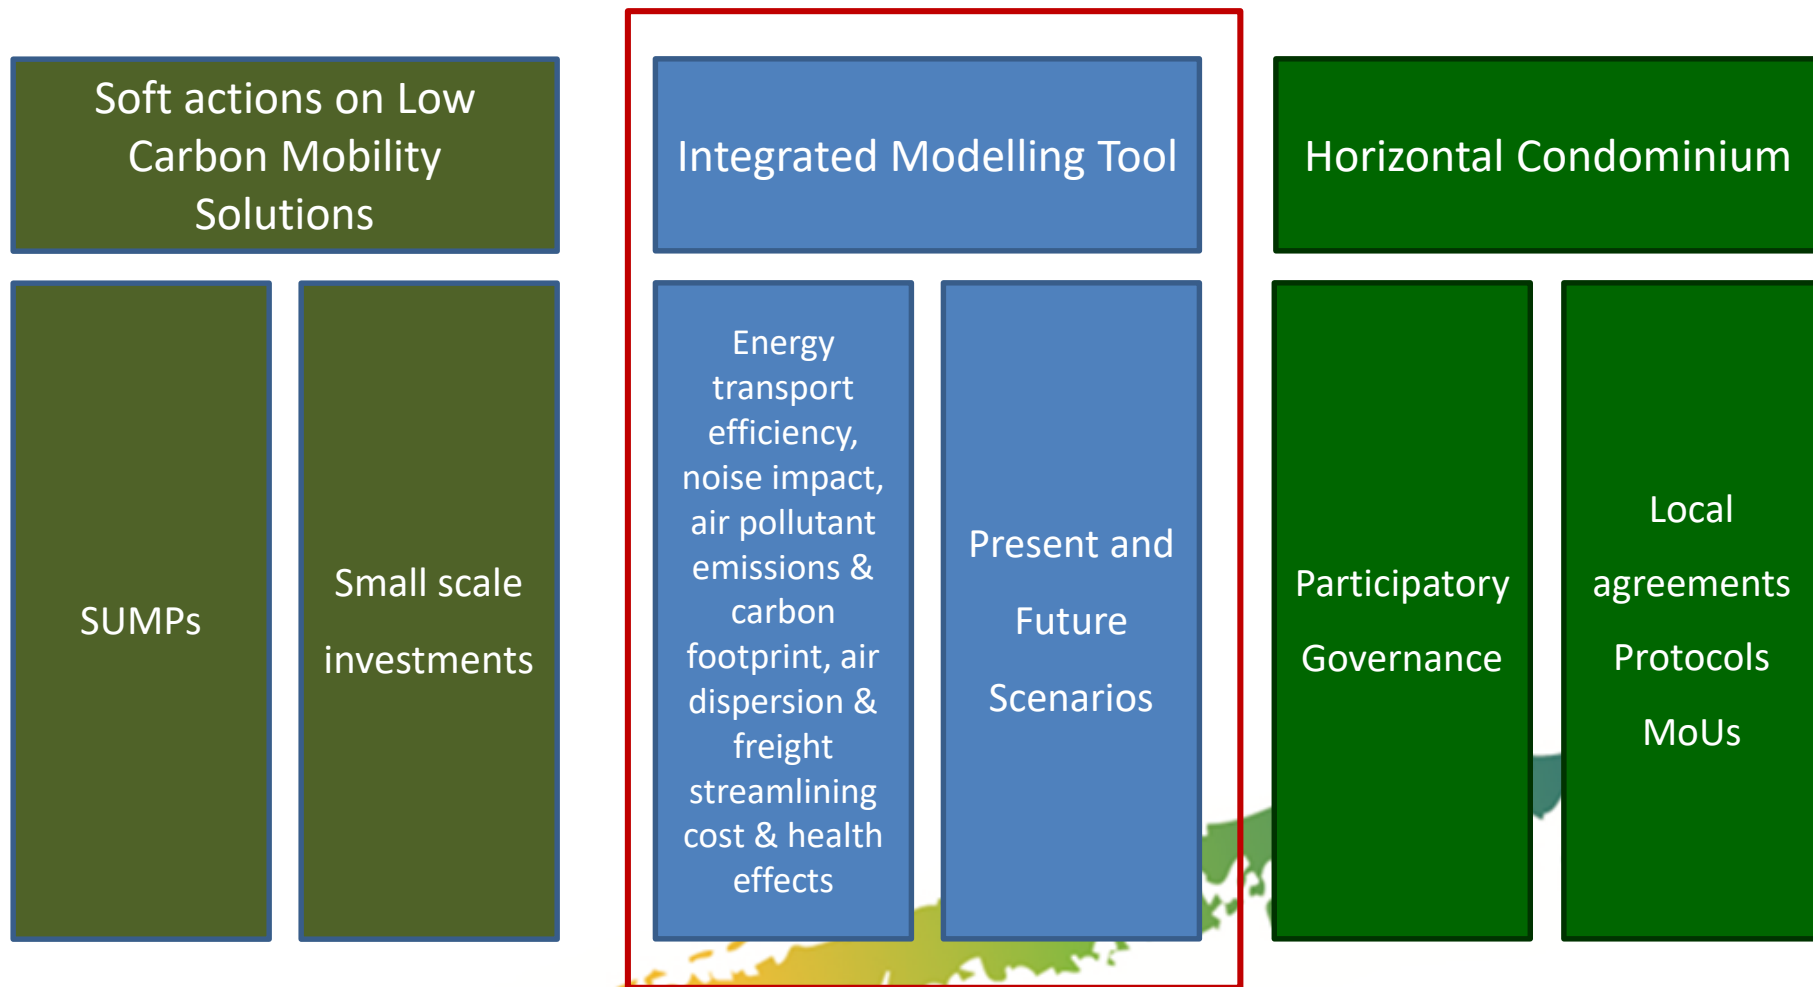 Soft actions on Low
Carbon Mobility
Solutions
SUMPs
Small scale
investments
Integrated Modelling Tool
Energy
transport
efficiency,
noise impact,
air pollutant
emissions &
carbon
footprint, air
dispersion &
freight
streamlining
cost & health
effects
Present and
Future
Scenarios
Horizontal Condominium
Participatory
Governance
Local
agreements
Protocols
MoUs